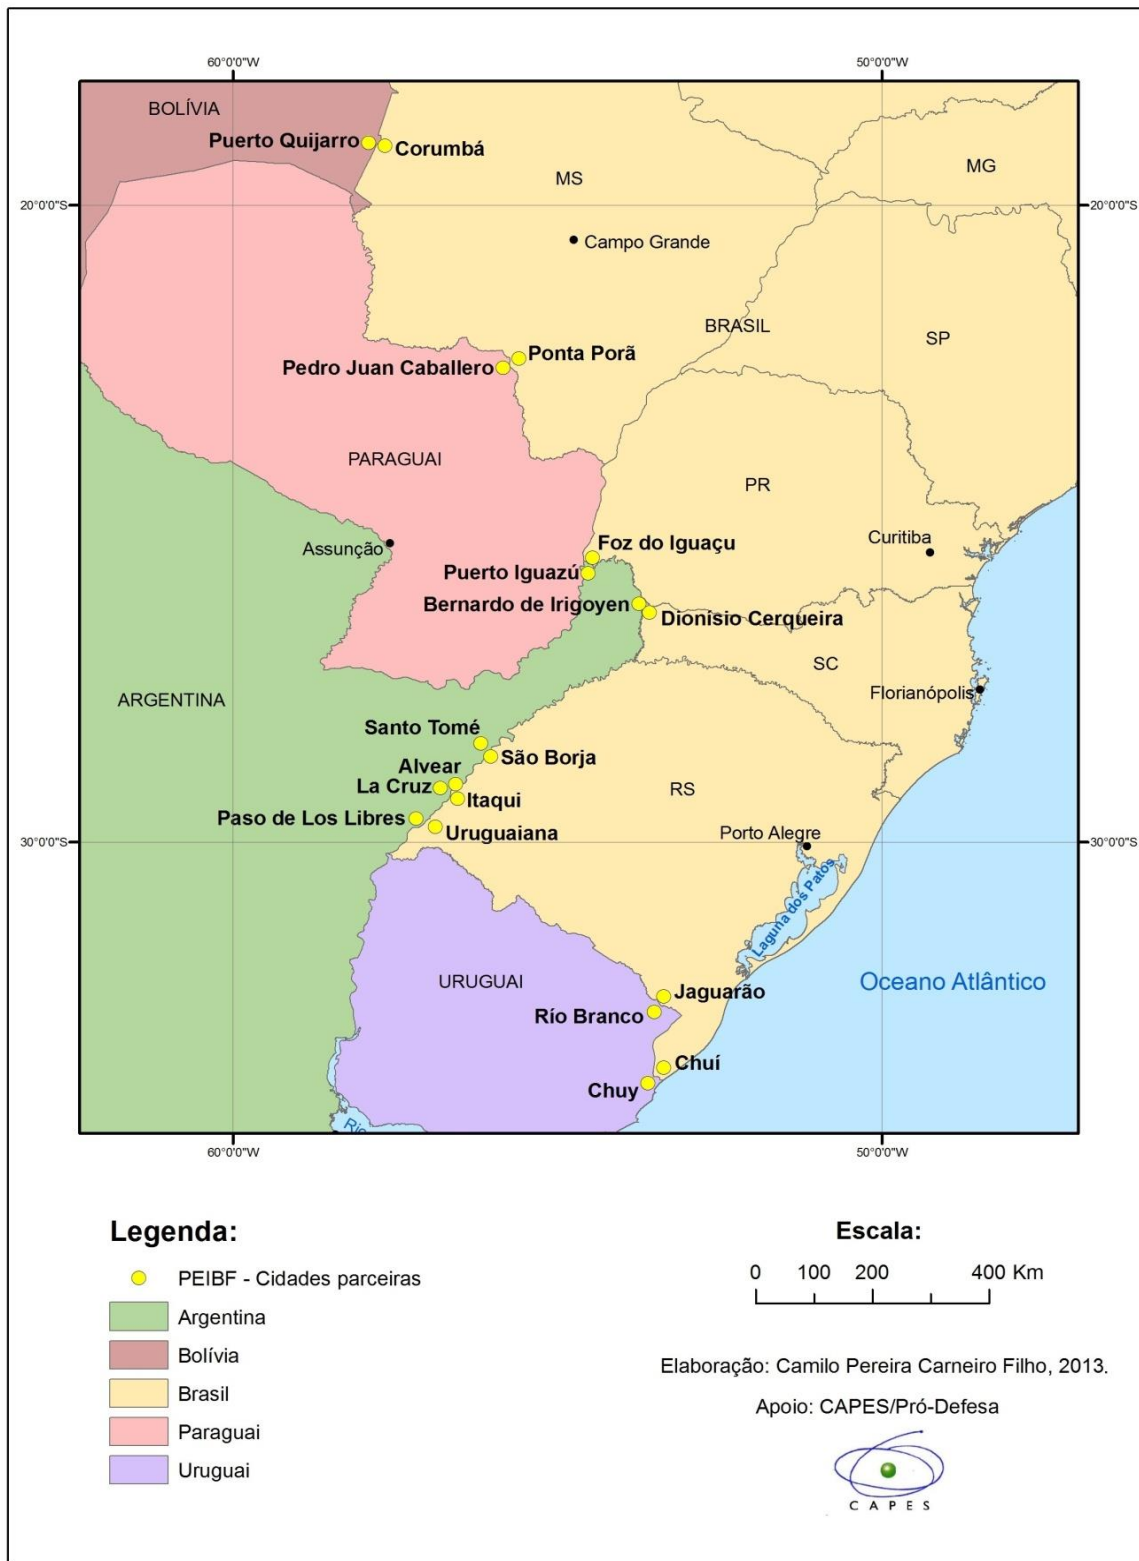 60°0'0"W
50°0'0"W
BOLÍVIA
Puerto Quijarro
Corumbá
MS
MG
20°0'0"S
20°0'0"S
Campo Grande
BRASIL
SP
Ponta Porã
Pedro Juan Caballero
PARAGUAI
PR
Assunção
Foz do Iguaçu
Curitiba
Puerto Iguazú
Bernardo de Irigoyen
Dionísio Cerqueira
SC
ARGENTINA
Florianópolis
Santo Tomé
São Borja
Alvear
La Cruz
Itaqui
RS
Paso de Los Libres
Uruguaiana
Porto Alegre
30°0'0"S
30°0'0"S
Laguna dos Patos
URUGUAI
Jaguarão
Oceano Atlântico
Río Branco
Chuí
Chuy
Rio
60°0'0"W
50°0'0"W
Legenda:
PEIBF - Cidades parceiras
Argentina
Bolívia
Brasil
Paraguai
Uruguai
Escala:
0 100 200 400 Km
Elaboração: Camilo Pereira Carneiro Filho, 2013.
Apoio: CAPES/Pró-Defesa
CAPES